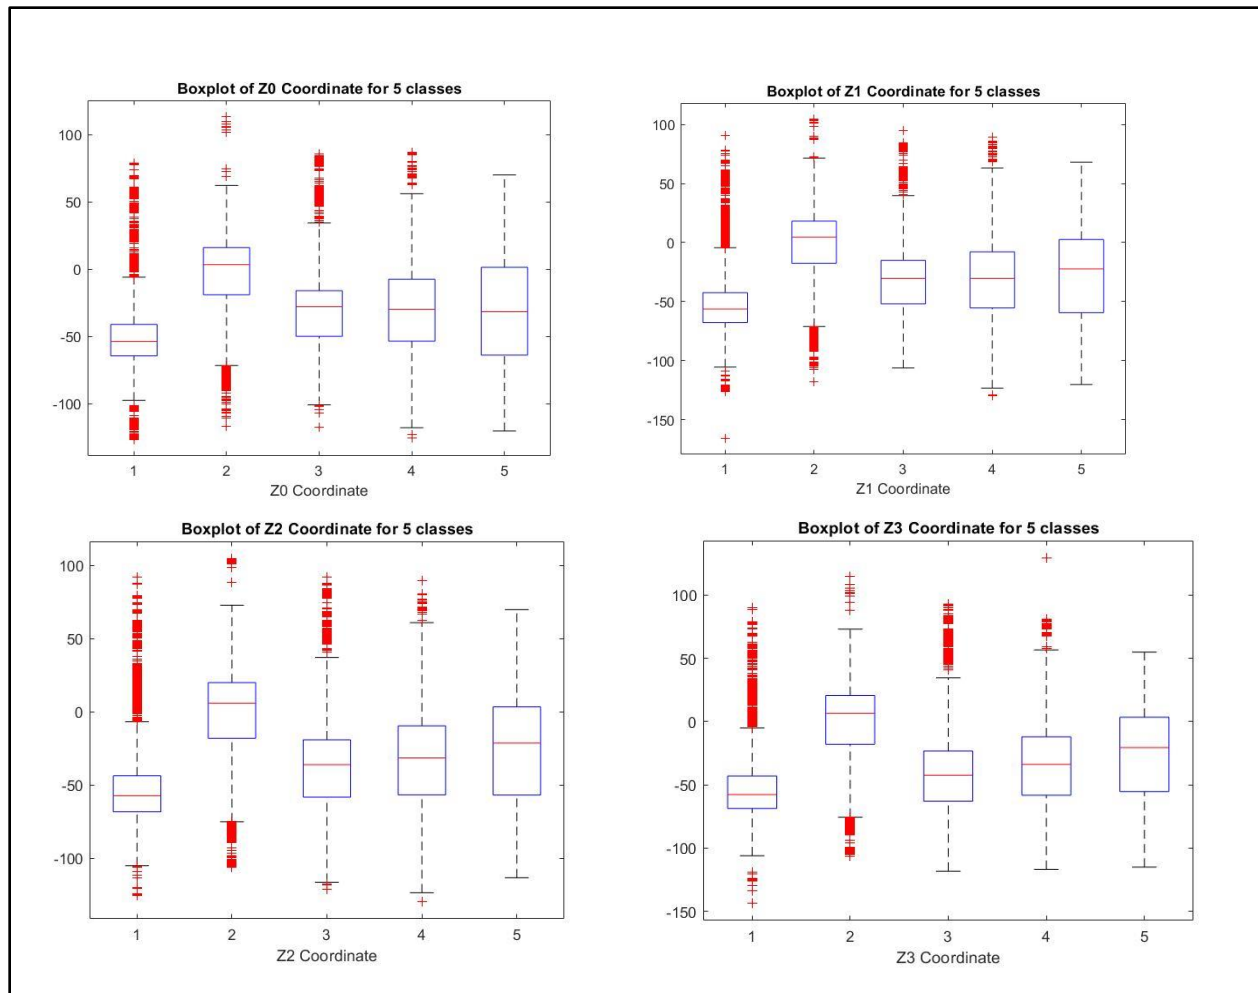 Boxplot of Z0 Coordinate for 5 classes
100
50
0
-50
-100
1 2 3 4 5
Z0 Coordinate
Boxplot of Z1 Coordinate for 5 classes
100
50
0
-50
-100
-150
1 2 3 4 5
Z1 Coordinate
Boxplot of Z2 Coordinate for 5 classes
100
50
0
-50
-100
1 2 3 4 5
Z2 Coordinate
Boxplot of Z3 Coordinate for 5 classes
100
50
0
-50
-100
-150
1 2 3 4 5
Z3 Coordinate